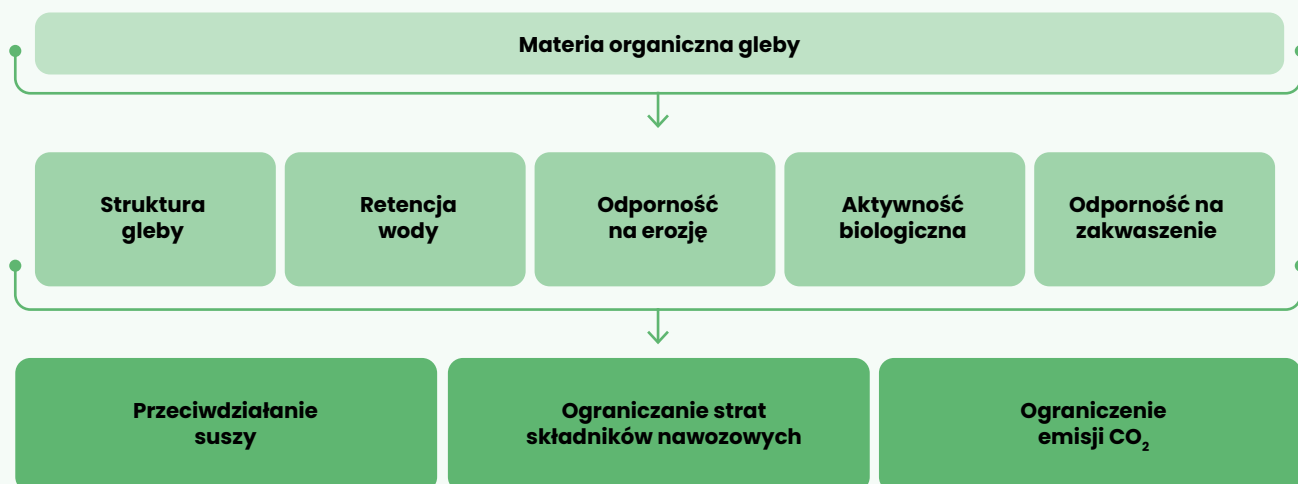 Materia organiczna gleby
Struktura
gleby
Retencja
wody
Odporność
na erozję
Aktywność
biologiczna
Odporność na
zakwaszenie
Przeciwdziałanie
suszy
Ograniczanie strat
składników nawozowych
Ograniczenie
emisji CO₂